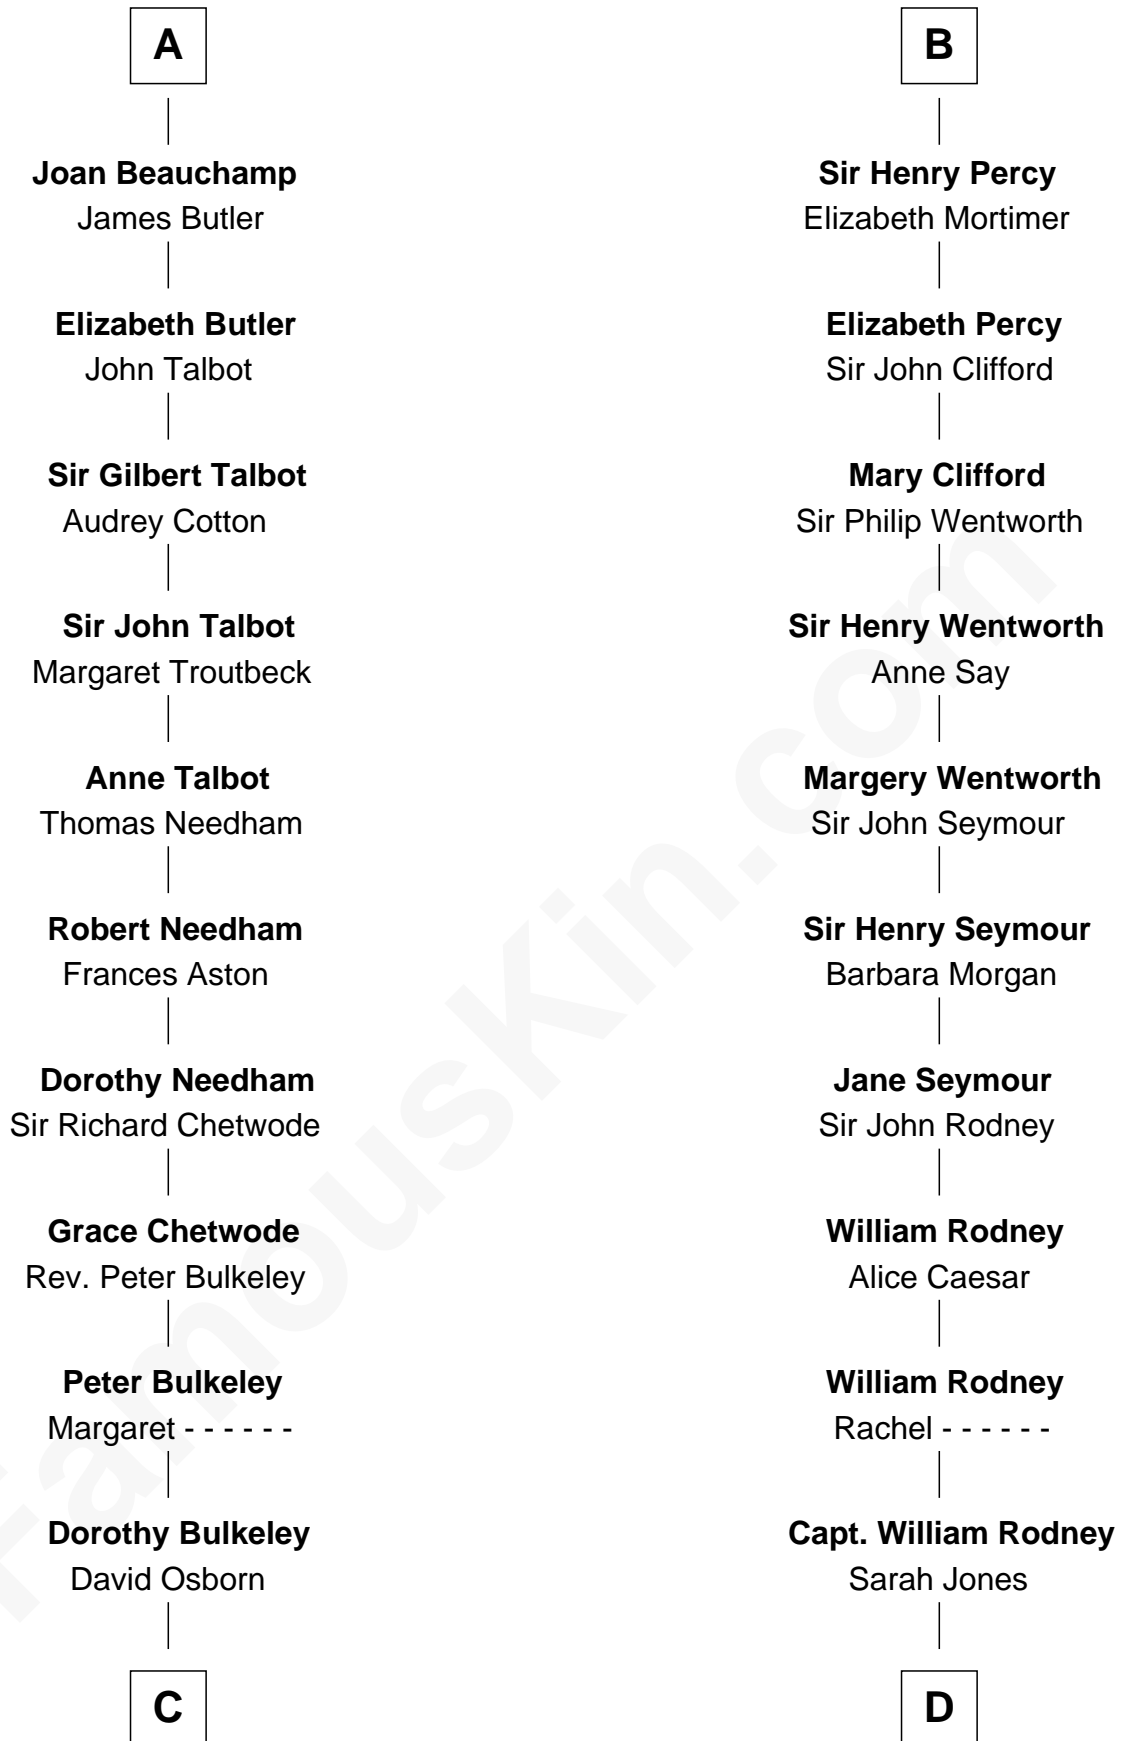 A
Joan Beauchamp
James Butler
Elizabeth Butler
John Talbot
Sir Gilbert Talbot
Audrey Cotton
Sir John Talbot
Margaret Troutbeck
Anne Talbot
Thomas Needham
Robert Needham
Frances Aston
Dorothy Needham
Sir Richard Chetwode
Grace Chetwode
Rev. Peter Bulkeley
Peter Bulkeley
Margaret - - - - - -
Dorothy Bulkeley
David Osborn
C
B
Sir Henry Percy
Elizabeth Mortimer
Elizabeth Percy
Sir John Clifford
Mary Clifford
Sir Philip Wentworth
Sir Henry Wentworth
Anne Say
Margery Wentworth
Sir John Seymour
Sir Henry Seymour
Barbara Morgan
Jane Seymour
Sir John Rodney
William Rodney
Alice Caesar
William Rodney
Rachel - - - - - -
Capt. William Rodney
Sarah Jones
D
FamousKin.com